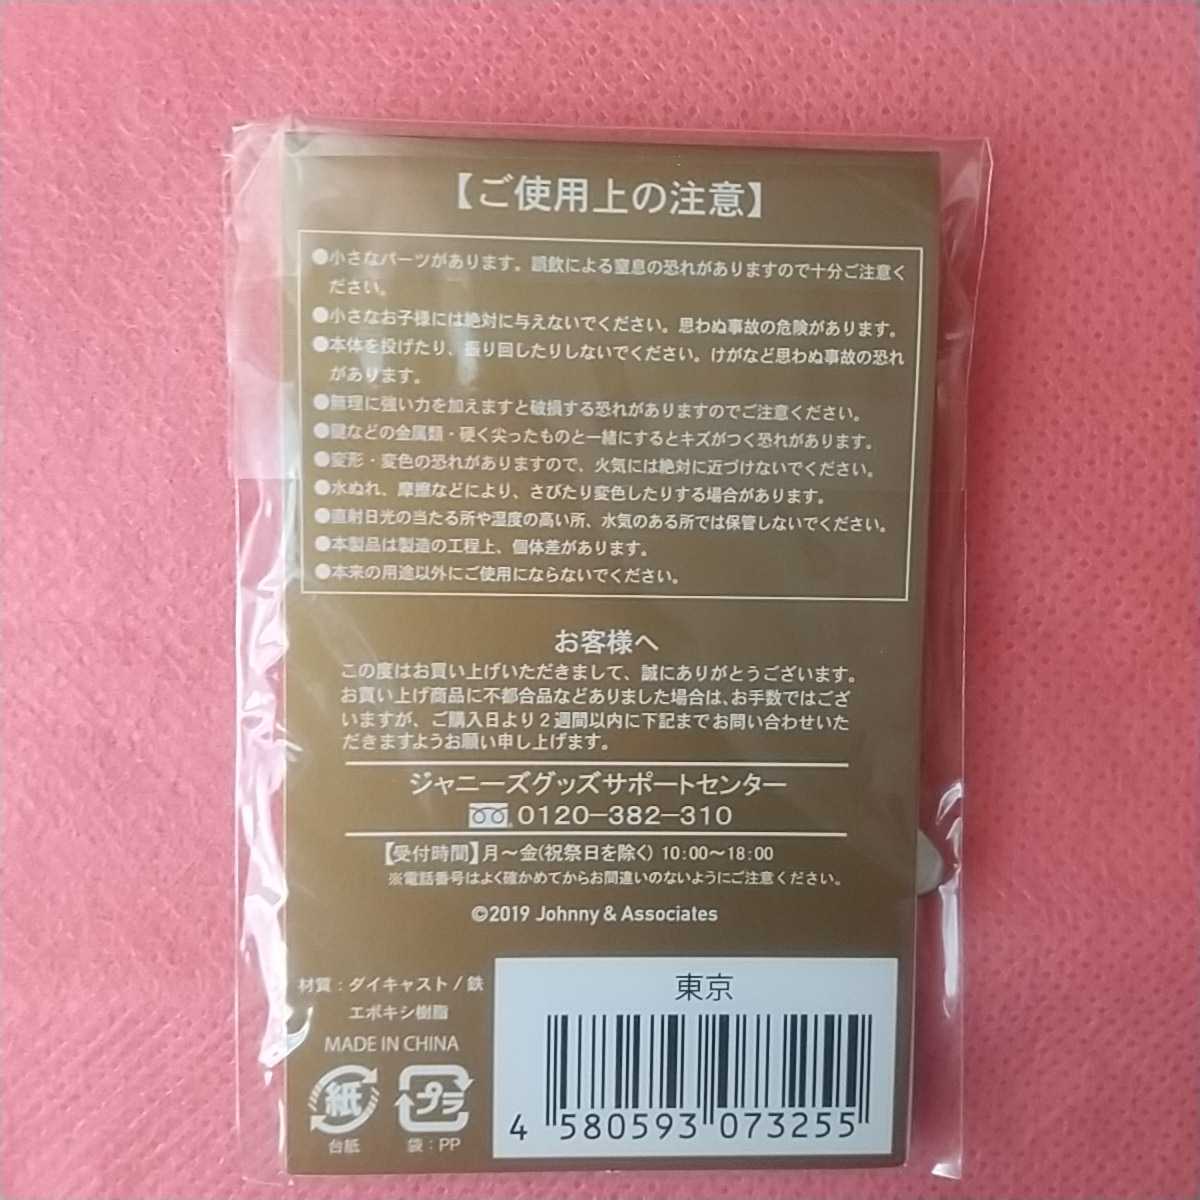 【ご使用上の注意】
●小さなパーツがあります。誤飲による窒息の恐れがありますので十分ご注意く
ださい。
●小さなお子様には絶対に与えないでください。思わぬ事故の危険があります。
●本体を投げたり、振り回したりしないでください。けがなど思わぬ事故の恐れ
があります。
●無理に強い力を加えますと破損する恐れがありますのでご注意ください。
●鍵などの金属類・硬く尖ったものと一緒にするとキズがつく恐れがあります。
●変形・変色の恐れがありますので、火気には絶対に近づけないでください。
●水ぬれ、摩擦などにより、さびたり変色したりする場合があります。
●直射日光の当たる所や湿度の高い所、水気のある所では保管しないでください。
●本製品は製造の工程上、個体差があります。
●本来の用途以外にご使用にならないでください。
お客様へ
この度はお買い上げいただきまして、誠にありがとうございます。
お買い上げ商品に不都合品などありました場合は、お手数ではござ
いますが、ご購入日より2週間以内に下記までお問い合わせいた
だきますようお願い申し上げます。
ジャニーズグッズサポートセンター
0120-382-310
【受付時間】月〜金(祝祭日を除く) 10:00〜18:00
※電話番号はよく確かめてからお間違いのないようにご注意ください。
©2019 Johnny & Associates
材質:ダイキャスト/鉄
エポキシ樹脂
MADE IN CHINA
紙
プラ
台紙
袋:PP
東京
4 580593 073255